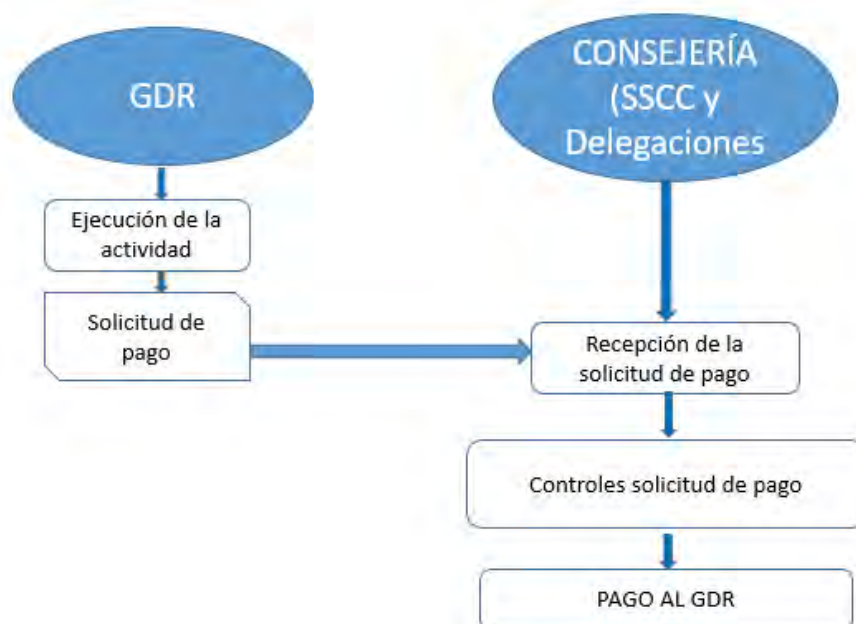 GDR
Ejecución de la
actividad
Solicitud de
pago
CONSEJERÍA
(SSCC y
Delegaciones
Recepción de la
solicitud de pago
Controles solicitud de pago
PAGO AL GDR